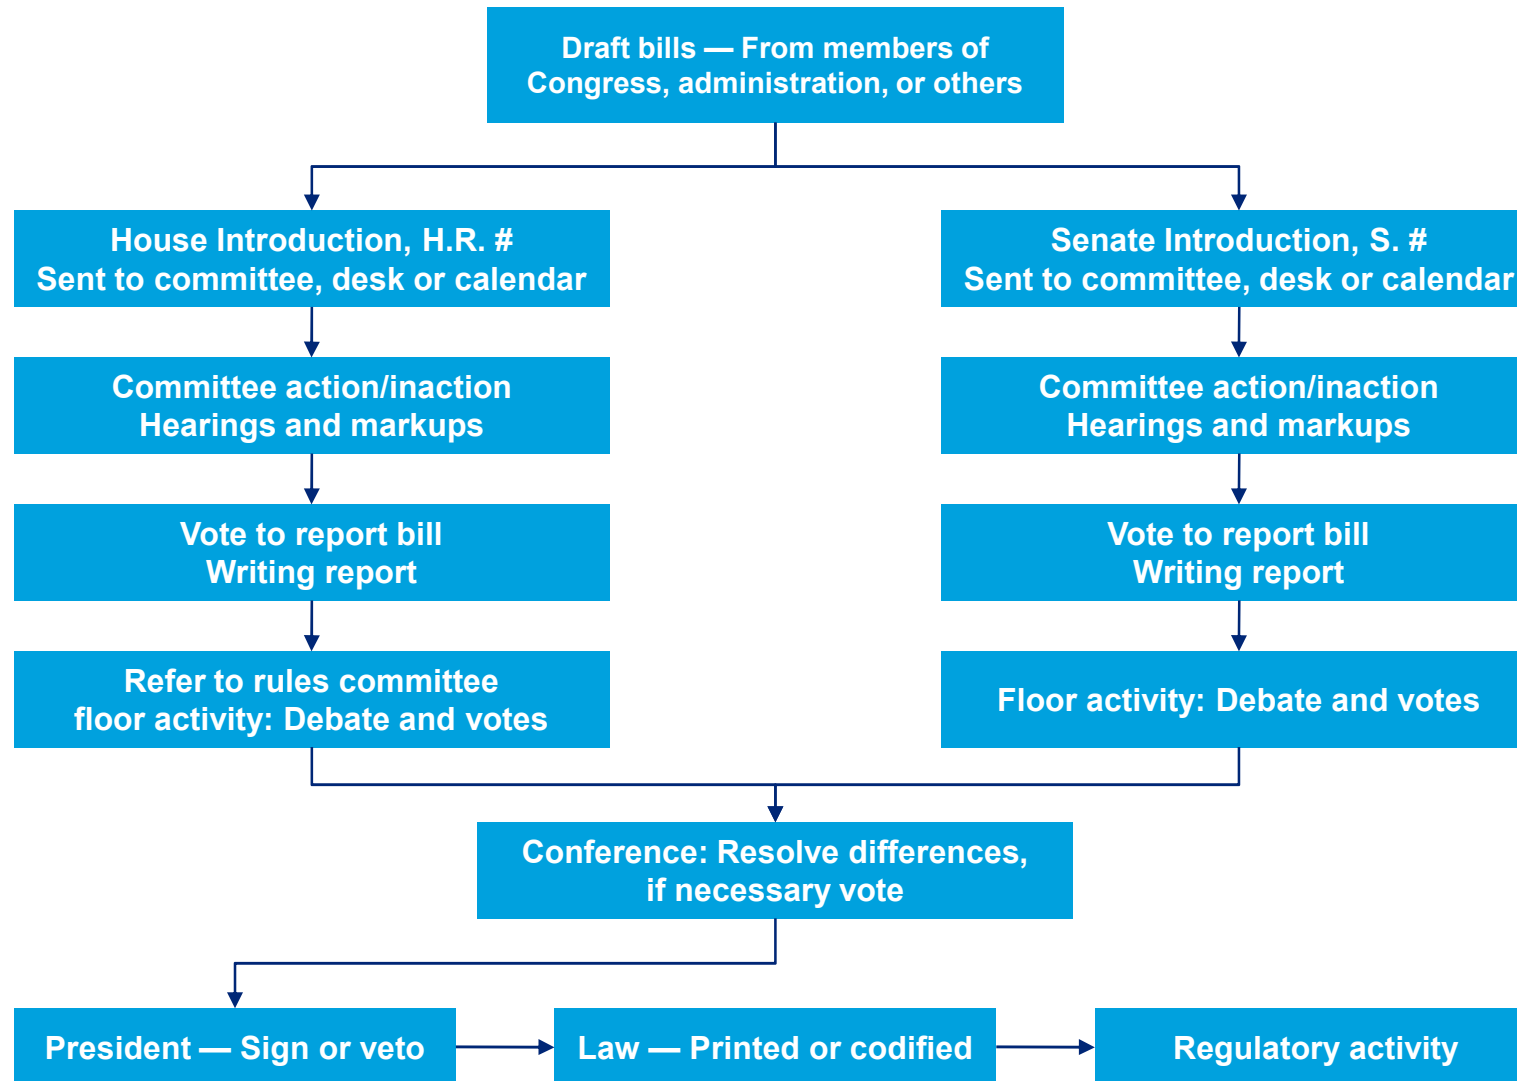 Draft bills — From members of
Congress, administration, or others
House Introduction, H.R. #
Sent to committee, desk or calendar
Senate Introduction, S. #
Sent to committee, desk or calendar
Committee action/inaction
Hearings and markups
Committee action/inaction
Hearings and markups
Vote to report bill
Writing report
Vote to report bill
Writing report
Refer to rules committee
floor activity: Debate and votes
Floor activity: Debate and votes
Conference: Resolve differences,
if necessary vote
President — Sign or veto
Law — Printed or codified
Regulatory activity